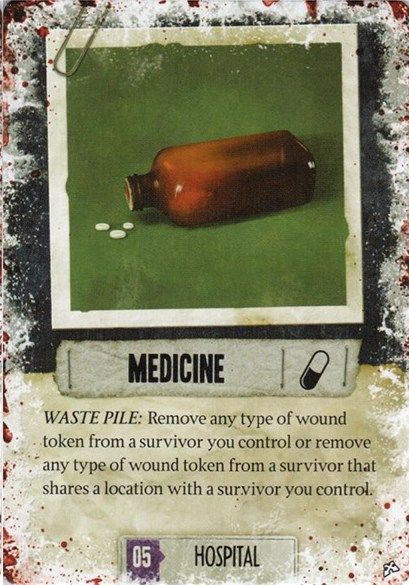 MEDICINE
WASTE PILE: Remove any type of wound
token from a survivor you control or remove
any type of wound token from a survivor that
shares a location with a survivor you control.
05 HOSPITAL